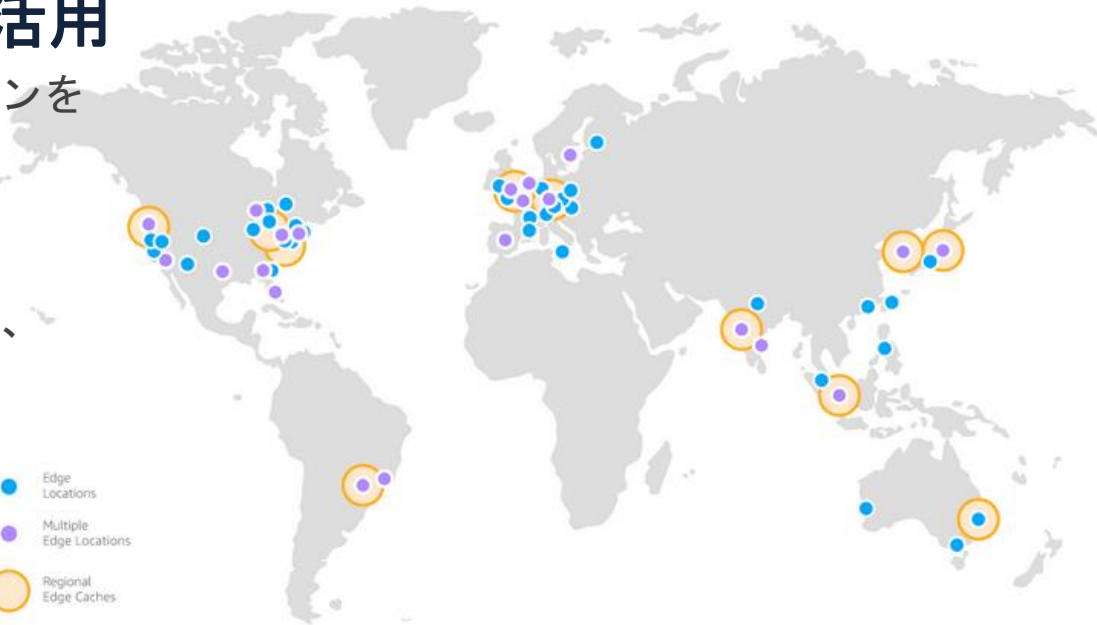 活用
ンを
、
Edge
Locations
Multiple
Edge Locations
Regional
Edge Caches